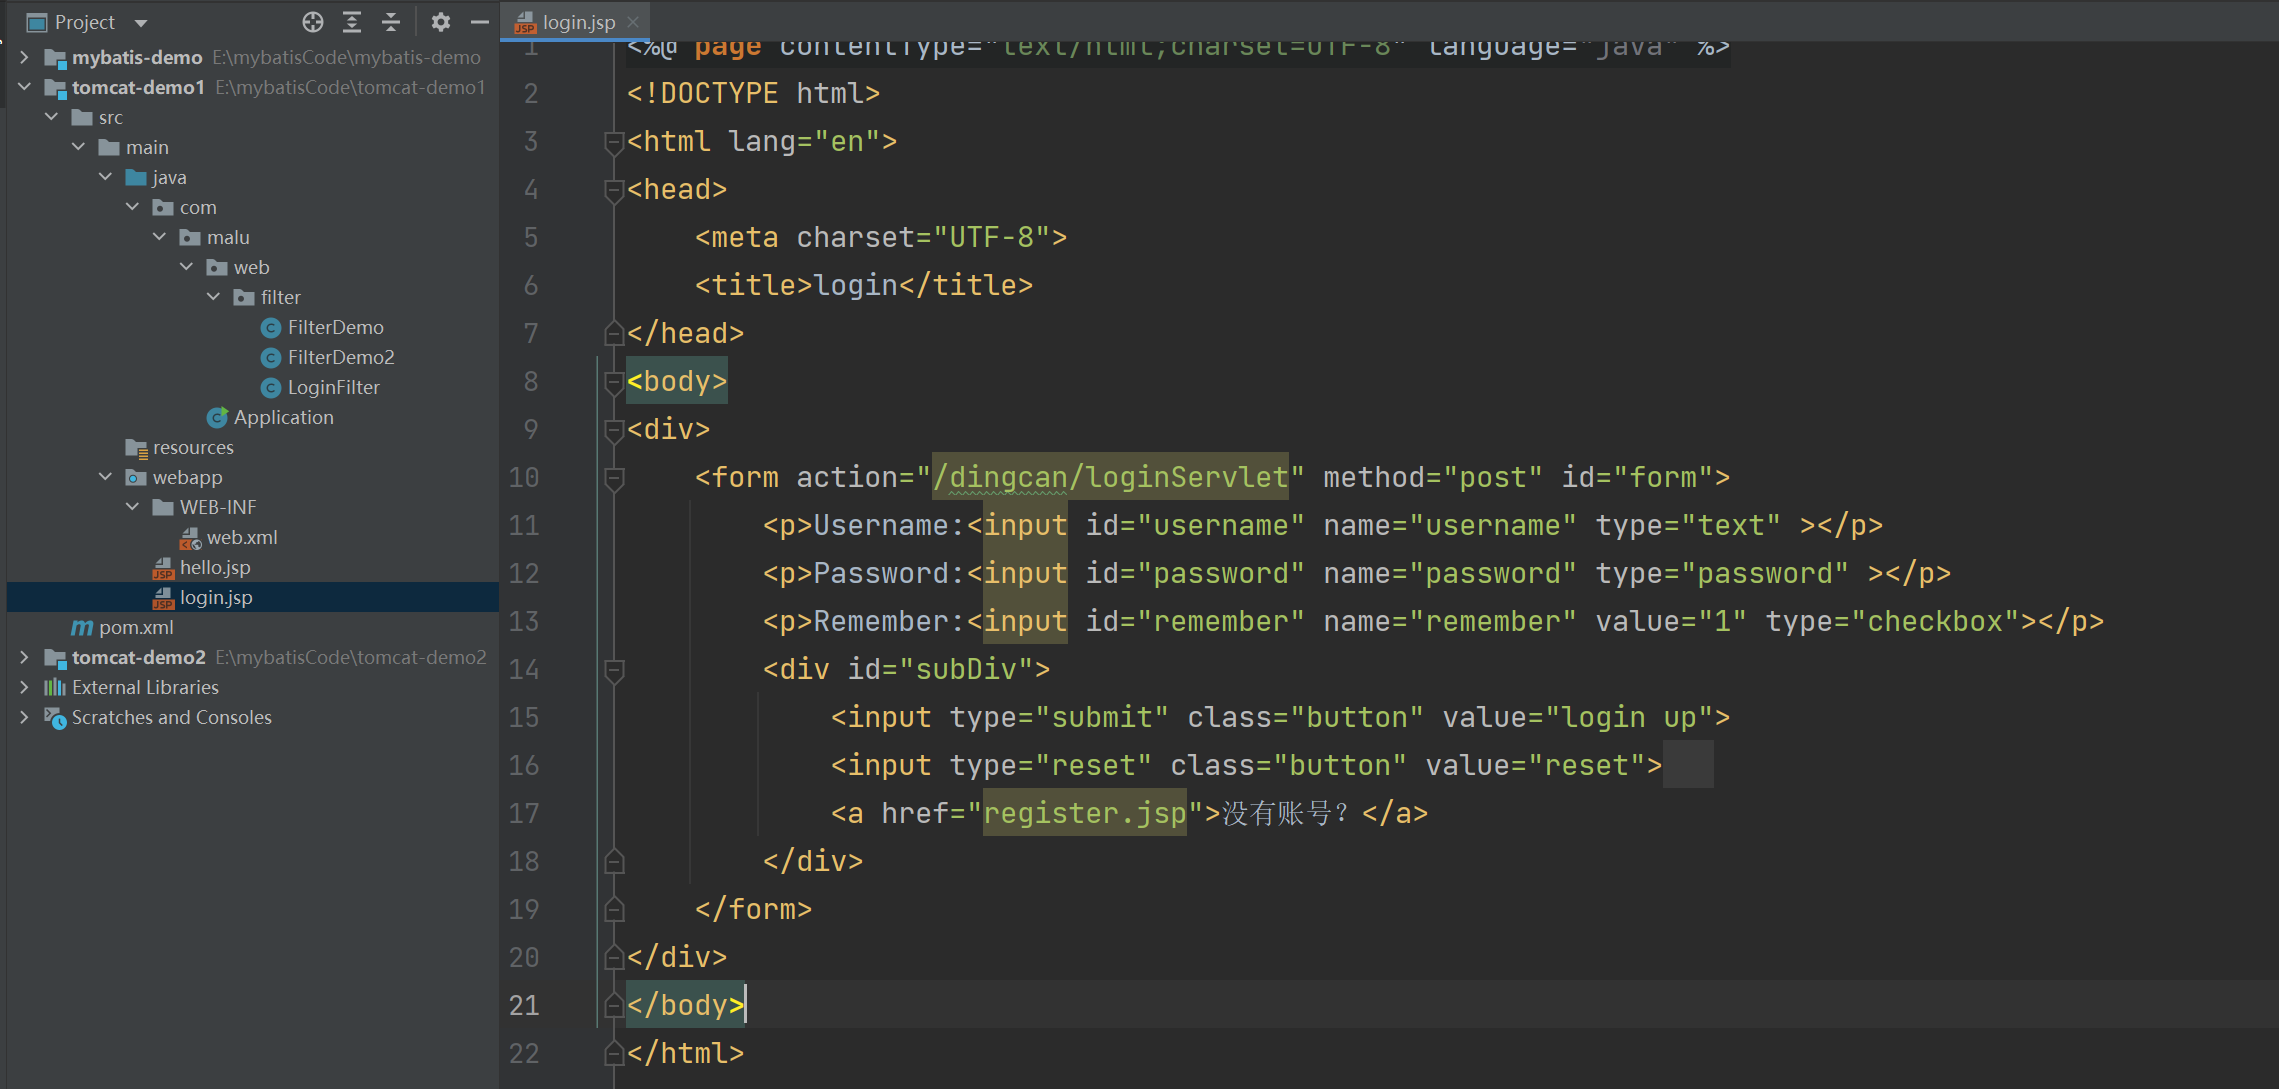 Project
mybatis-demo E:\mybatisCode\mybatis-demo
tomcat-demo1 E:\mybatisCode\tomcat-demo1
src
main
java
com
malu
web
filter
FilterDemo
FilterDemo2
LoginFilter
Application
resources
webapp
WEB-INF
web.xml
hello.jsp
login.jsp
pom.xml
tomcat-demo2 E:\mybatisCode\tomcat-demo2
External Libraries
Scratches and Consoles
login.jsp
1 <%@ page contentType="text/html;charset=UTF-8" language="java" %>
2 <!DOCTYPE html>
3 <html lang="en">
4 <head>
5     <meta charset="UTF-8">
6     <title>login</title>
7 </head>
8 <body>
9 <div>
10     <form action="/dingcan/loginServlet" method="post" id="form">
11         <p>Username:<input id="username" name="username" type="text" ></p>
12         <p>Password:<input id="password" name="password" type="password" ></p>
13         <p>Remember:<input id="remember" name="remember" value="1" type="checkbox"></p>
14         <div id="subDiv">
15             <input type="submit" class="button" value="login up">
16             <input type="reset" class="button" value="reset">
17             <a href="register.jsp">没有账号？</a>
18         </div>
19     </form>
20 </div>
21 </body>
22 </html>